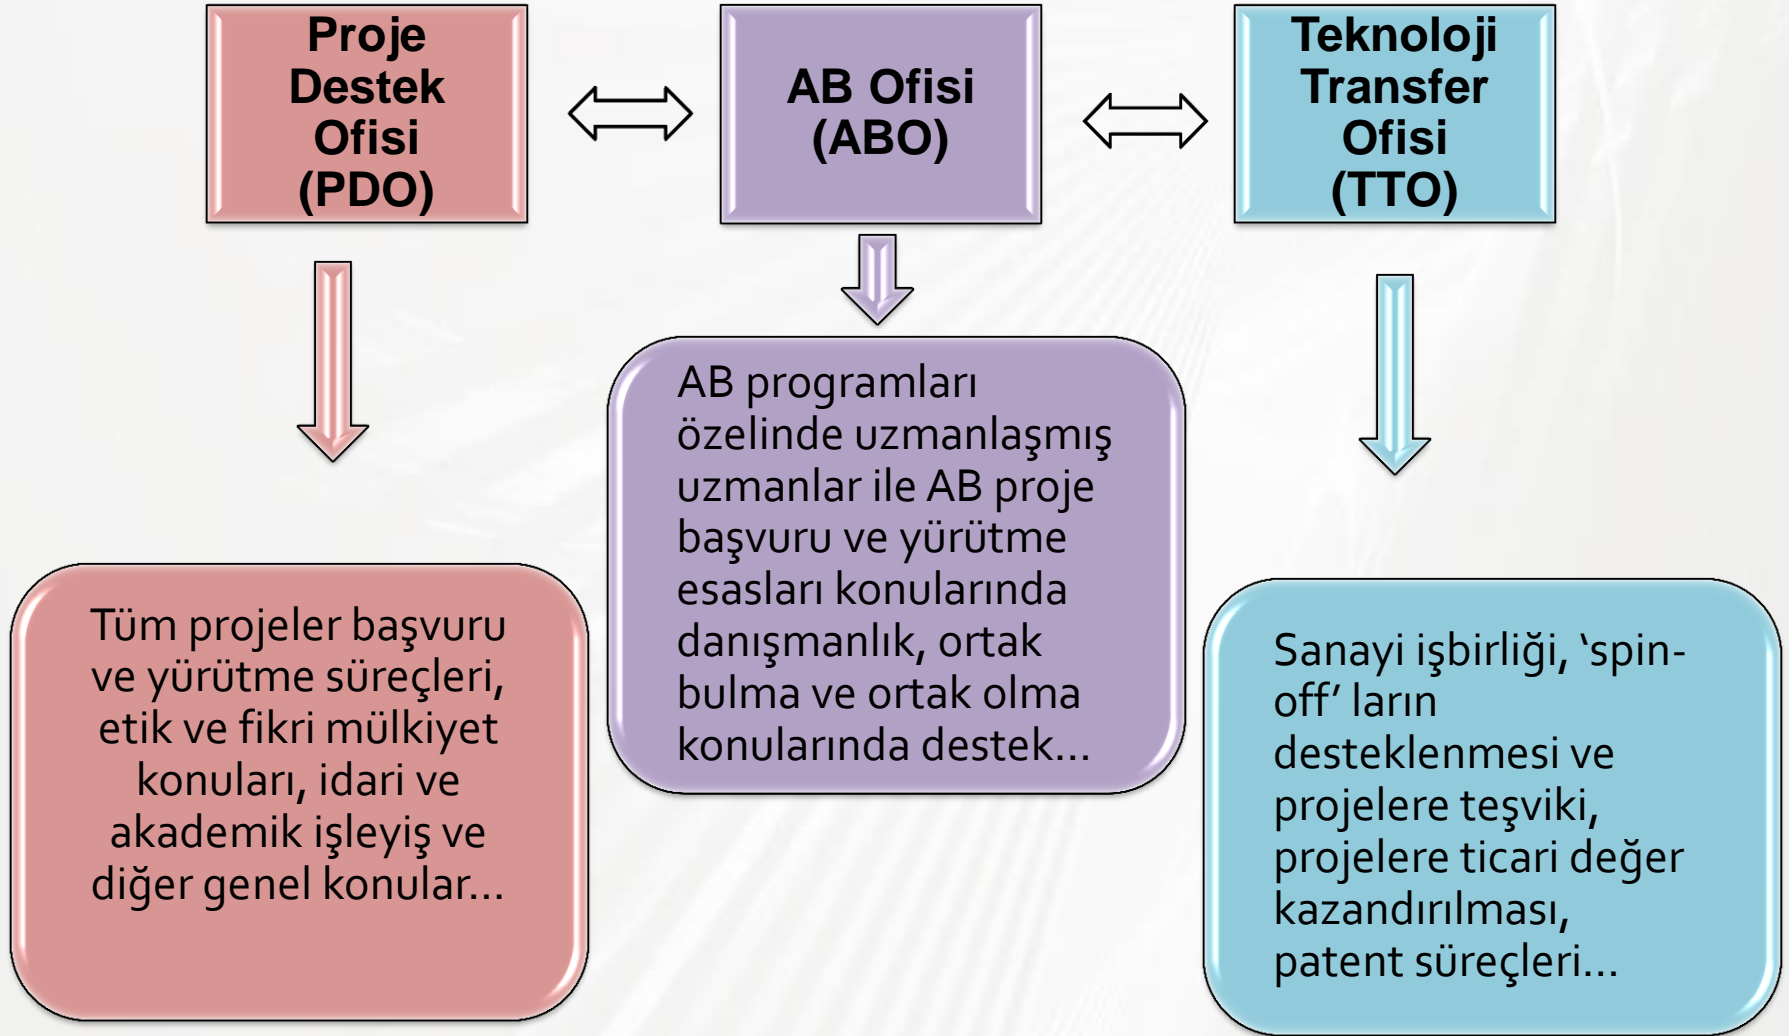 Proje
Destek
Ofisi
(PDO)
AB Ofisi
(ABO)
Teknoloji
Transfer
Ofisi
(TTO)
Tüm projeler başvuru
ve yürütme süreçleri,
etik ve fikri mülkiyet
konuları, idari ve
akademik işleyiş ve
diğer genel konular…
AB programları
özelinde uzmanlaşmış
uzmanlar ile AB proje
başvuru ve yürütme
esasları konularında
danışmanlık, ortak
bulma ve ortak olma
konularında destek…
Sanayi işbirliği, ‘spin-
off’ ların
desteklenmesi ve
projelere teşviki,
projelere ticari değer
kazandırılması,
patent süreçleri…